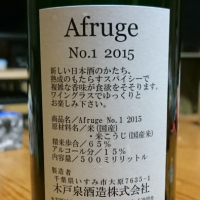 Afruge
No.1 2015
新しい日本酒のかたち。
熟成のもたらすスパイシーで
複雑な香味が食欲をそそります。
ワイングラスでゆっくりと
お楽しみ下さい。
商品名／Afruge No.1 2015
原材料名／米(国産)
・米こうじ(国産米)
精米歩合／65％
アルコール分／15％
内容量／500ミリリットル
製造者
千葉県いすみ市大原7635-1
木戸泉酒造株式会社